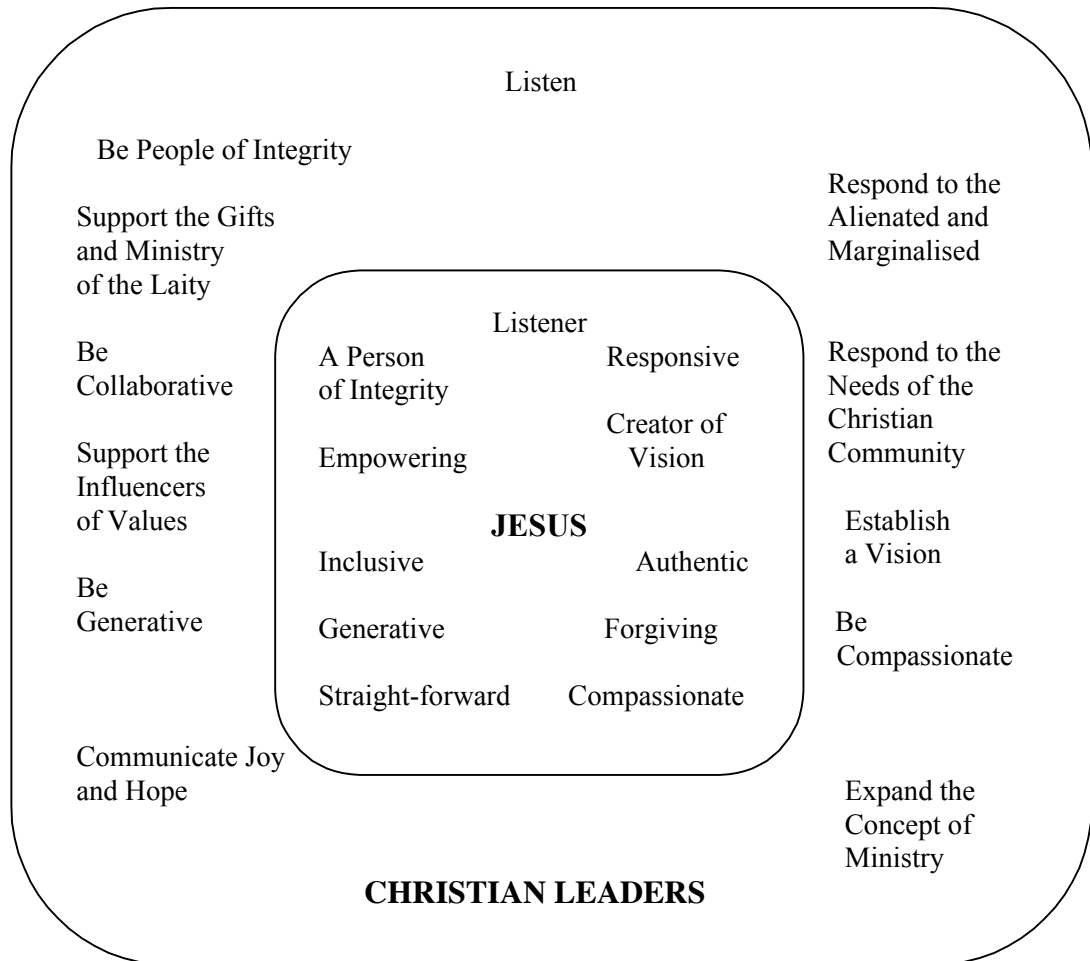 Listen
Be People of Integrity
Support the Gifts
and Ministry
of the Laity
Be
Collaborative
Support the
Influencers
of Values
Be
Generative
Communicate Joy
and Hope
Listener
A Person
of Integrity
Empowering
Responsive
Creator of
Vision
JESUS
Inclusive
Generative
Straight-forward
Authentic
Forgiving
Compassionate
Respond to the
Alienated and
Marginalised
Respond to the
Needs of the
Christian
Community
Establish
a Vision
Be
Compassionate
Expand the
Concept of
Ministry
CHRISTIAN LEADERS